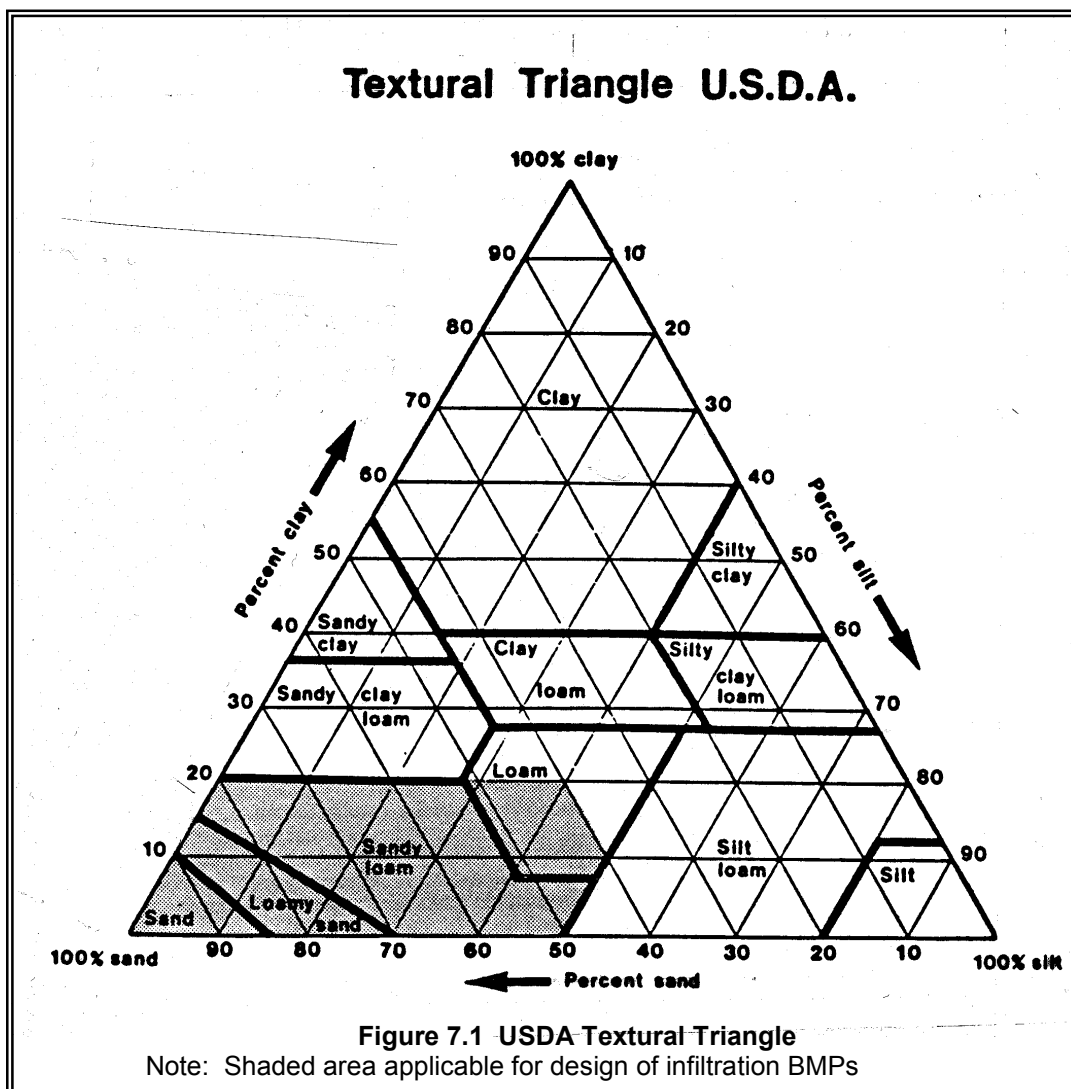 Textural Triangle U.S.D.A.
100% clay
90
10
80
20
Clay
70
30
60
40
Percent clay
Percent silt
50
Silty
clay
50
40
Sandy
clay
Clay
loam
Silty
clay
loam
60
30
Sandy clay
loam
70
20
Loam
80
10
Sandy
loam
Silt
loam
Silt
90
Sand
Loamy
sand
100% sand
90
80
70
60
50
40
30
20
10
100% silt
Percent sand
Figure 7.1 USDA Textural Triangle
Note: Shaded area applicable for design of infiltration BMPs